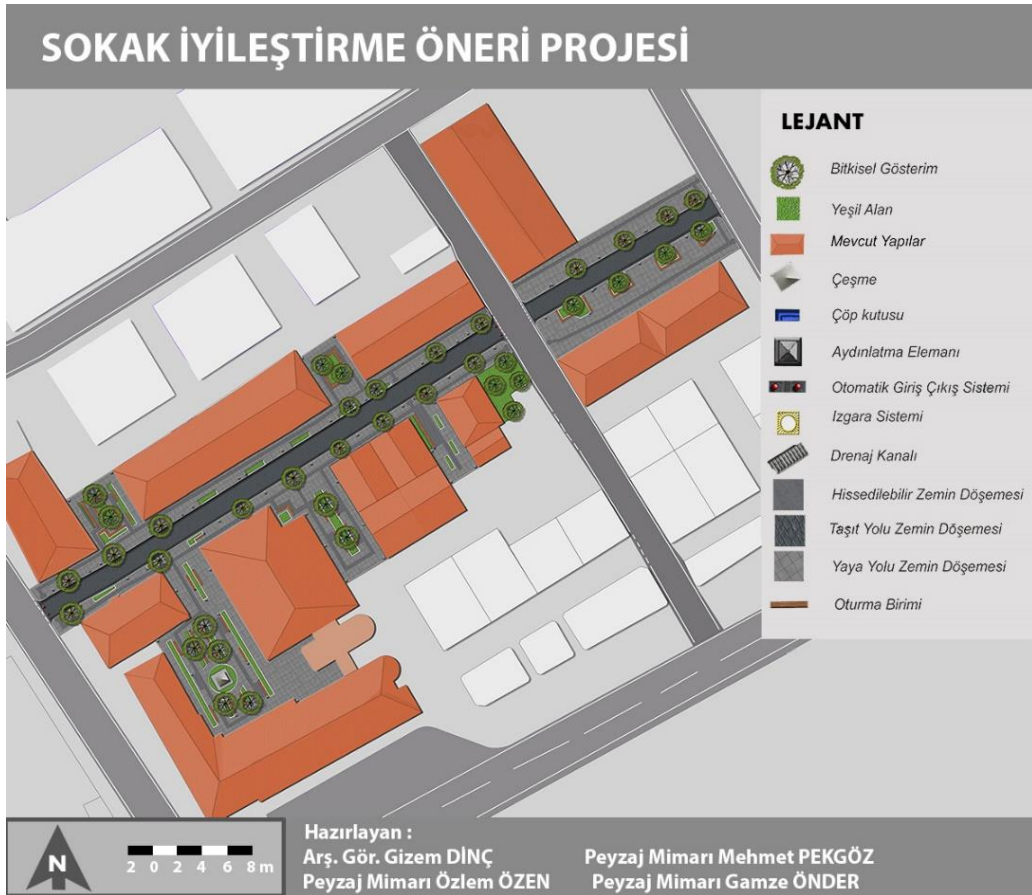 SOKAK İYİLEŞTİRME ÖNERİ PROJESİ
LEJANT
Bitkisel Gösterim
Yeşil Alan
Mevcut Yapılar
Çeşme
Çöp kutusu
Aydınlatma Elemanı
Otomatik Giriş Çıkış Sistemi
Izgara Sistemi
Drenaj Kanalı
Hissedilebilir Zemin Döşemesi
Taşıt Yolu Zemin Döşemesi
Yaya Yolu Zemin Döşemesi
Oturma Birimi
N
2 0 2 4 6 8 m
Hazırlayan :
Arş. Gör. Gizem DİNÇ
Peyzaj Mimarı Özlem ÖZEN
Peyzaj Mimarı Mehmet PEKGÖZ
Peyzaj Mimarı Gamze ÖNDER